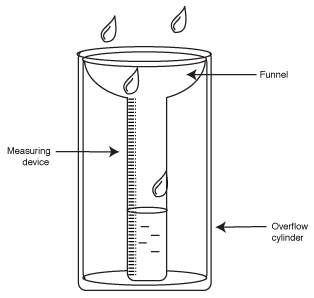 Funnel
Measuring
device
Overflow
cylinder